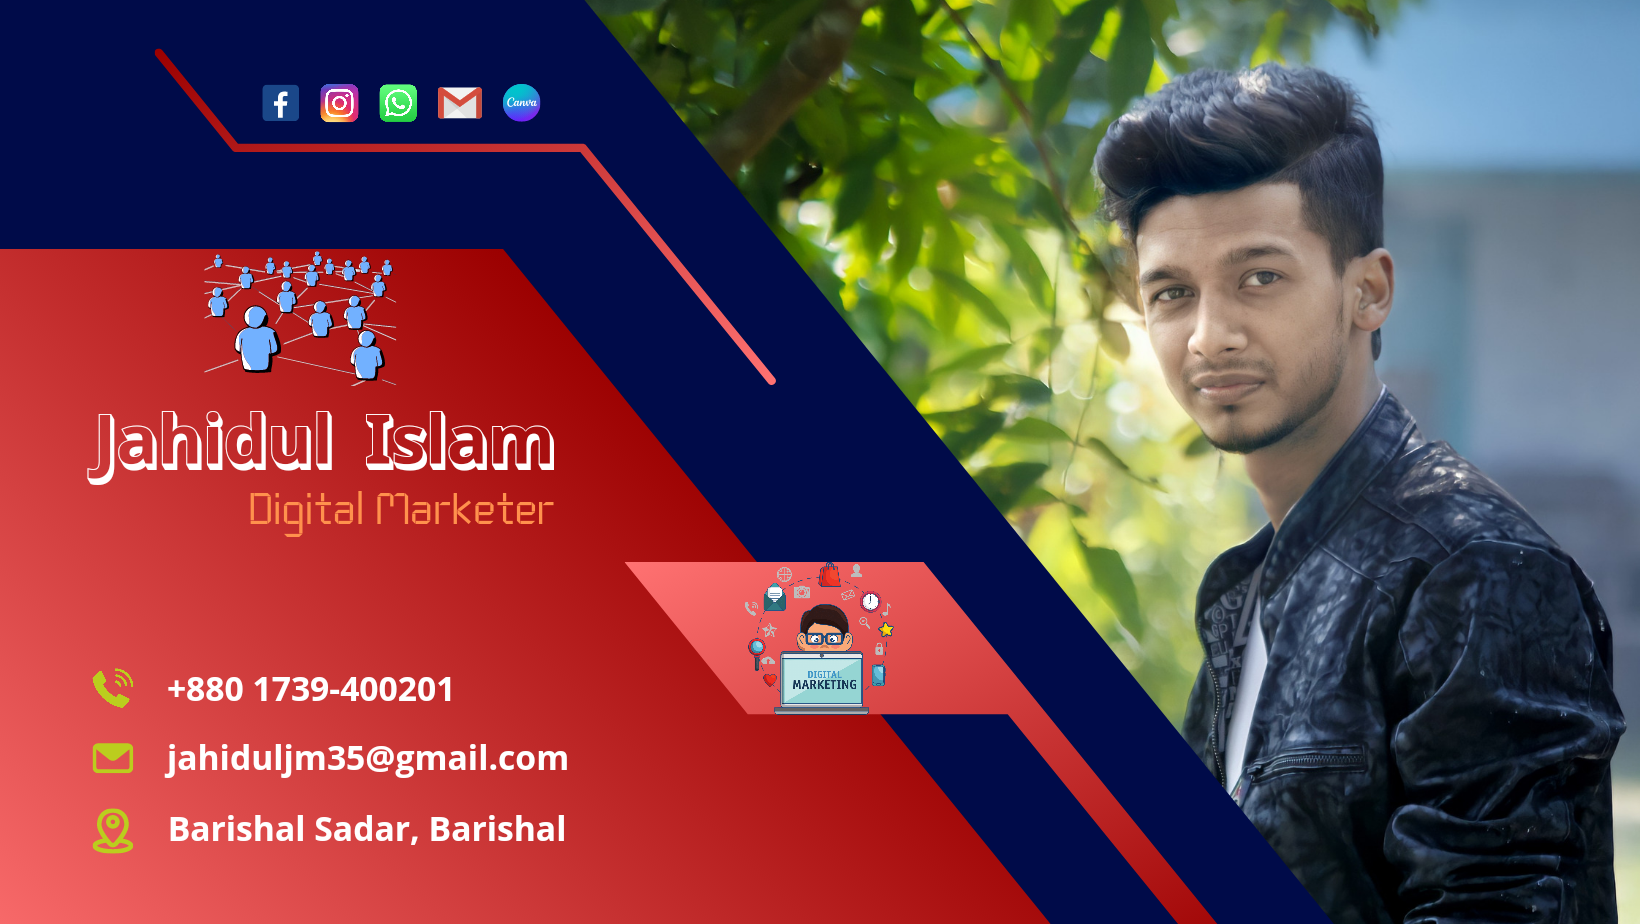 Canva
Jahidul Islam
Digital Marketer
DIGITAL
MARKETING
+880 1739-400201
jahiduljm35@gmail.com
Barishal Sadar, Barishal